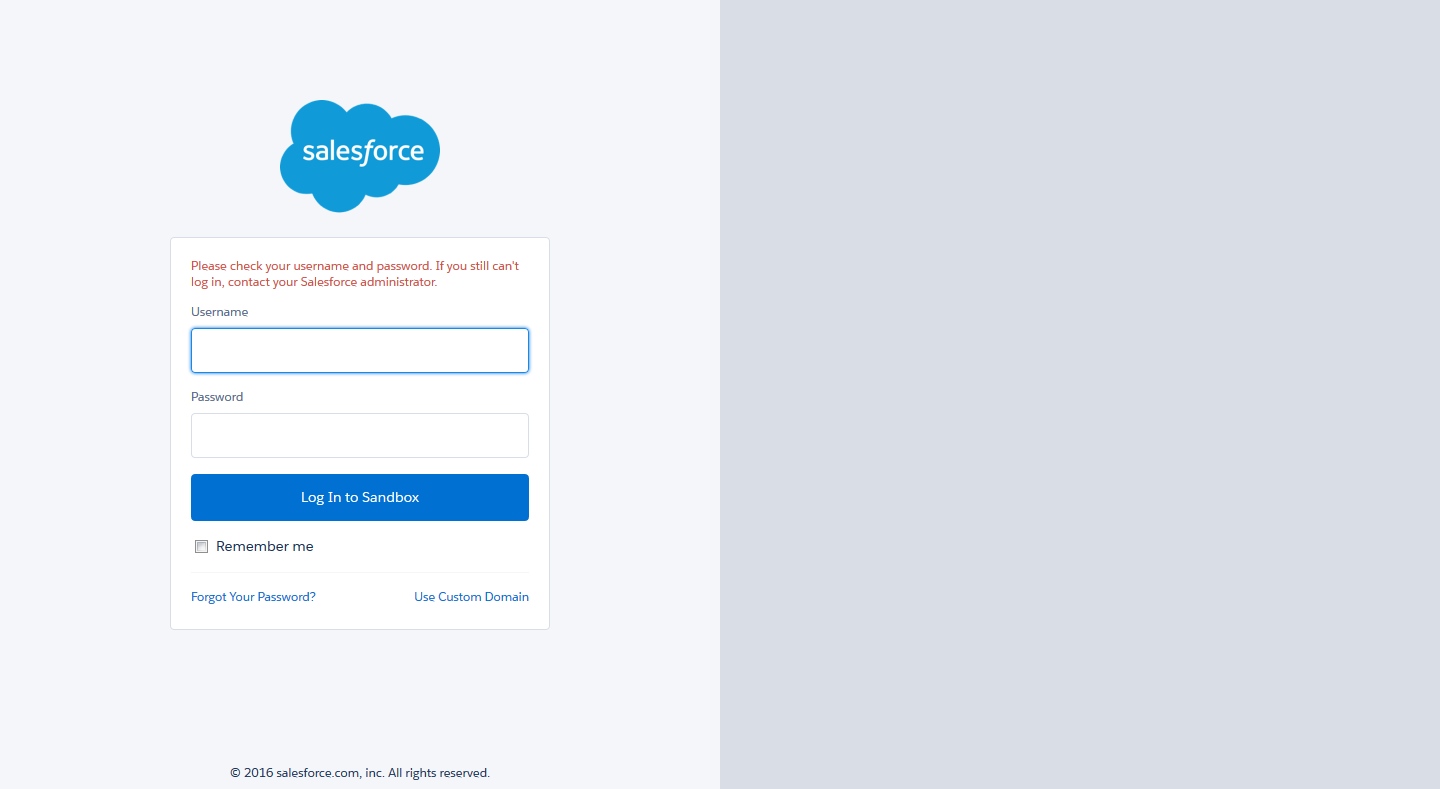 salesforce
Please check your username and password. If you still can't
log in, contact your Salesforce administrator.
Username
Password
Log In to Sandbox
Remember me
Forgot Your Password?
Use Custom Domain
© 2016 salesforce.com, inc. All rights reserved.